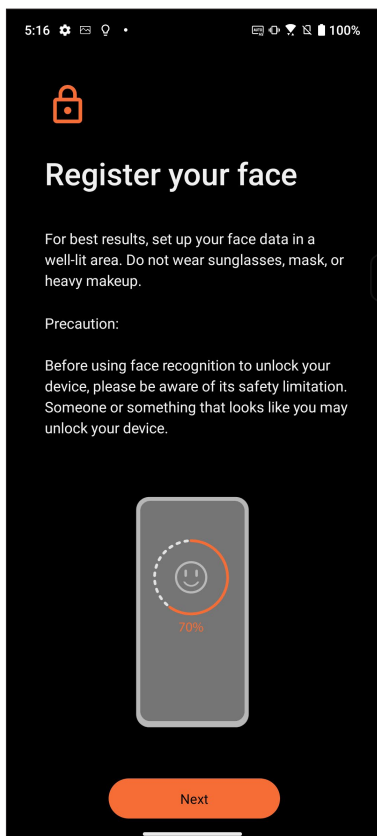 5:16
100%
Register your face
For best results, set up your face data in a
well-lit area. Do not wear sunglasses, mask, or
heavy makeup.
Precaution:
Before using face recognition to unlock your
device, please be aware of its safety limitation.
Someone or something that looks like you may
unlock your device.
70%
Next